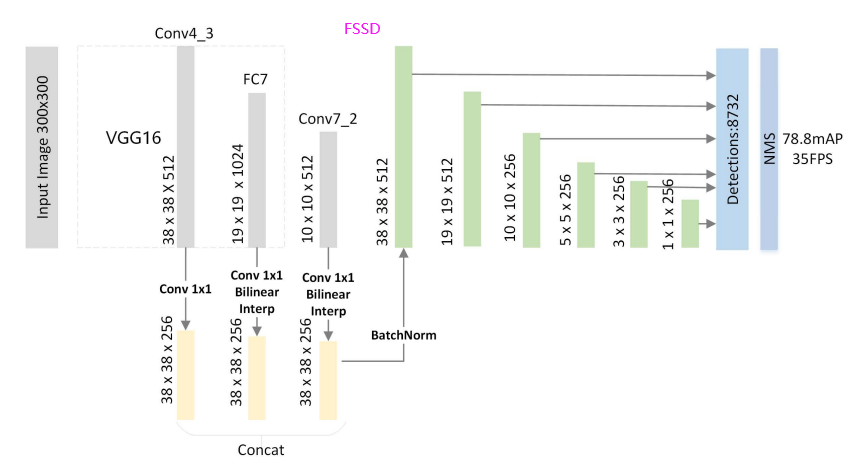 FSSD
Conv4_3
FC7
Conv7_2
Input Image 300x300
VGG16
38 x 38 x 512
19 x 19 x 1024
10 x 10 x 512
38 x 38 x 512
19 x 19 x 512
10 x 10 x 256
5 x 5 x 256
3 x 3 x 256
1 x 1 x 256
Detections:8732
NMS
78.8mAP
35FPS
Conv 1x1
Conv 1x1
Bilinear
Interp
Conv 1x1
Bilinear
Interp
BatchNorm
38 x 38 x 256
38 x 38 x 256
38 x 38 x 256
Concat